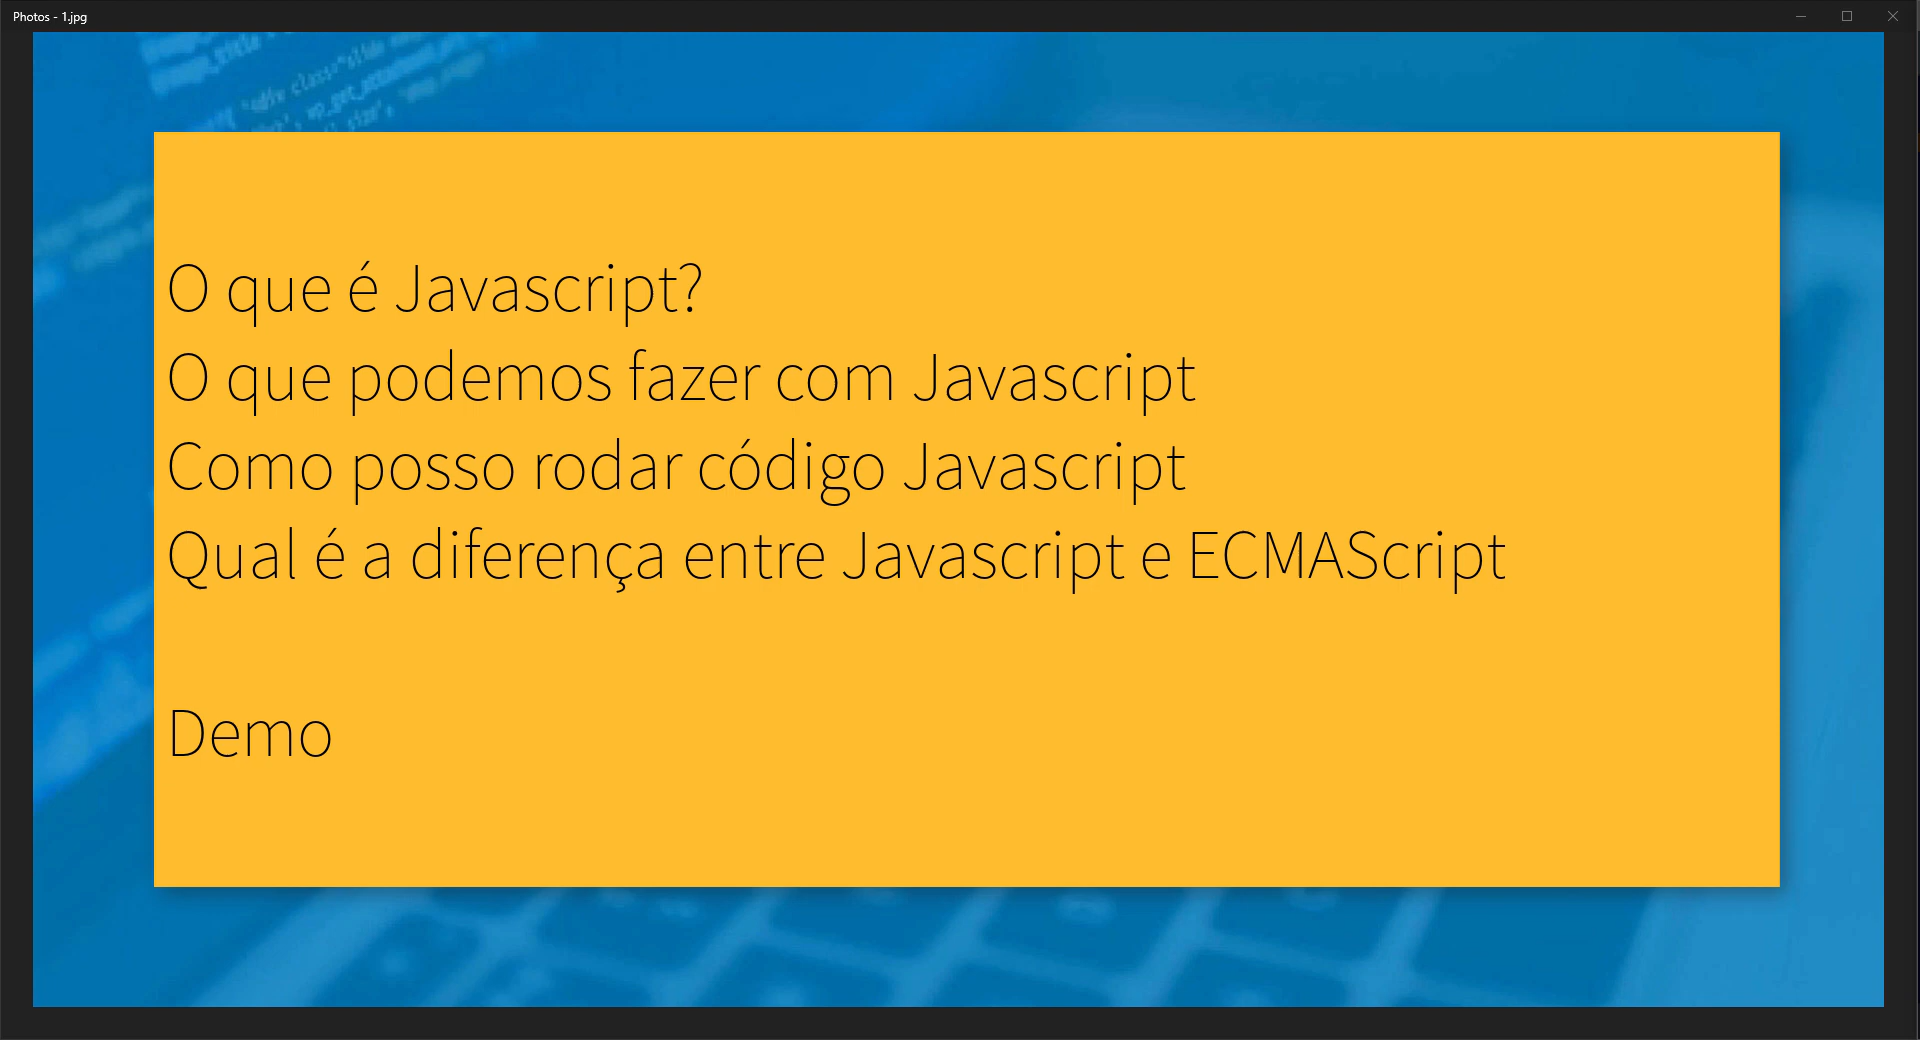 Photos - 1.jpg
O que é Javascript?
O que podemos fazer com Javascript
Como posso rodar código Javascript
Qual é a diferença entre Javascript e ECMAScript
Demo